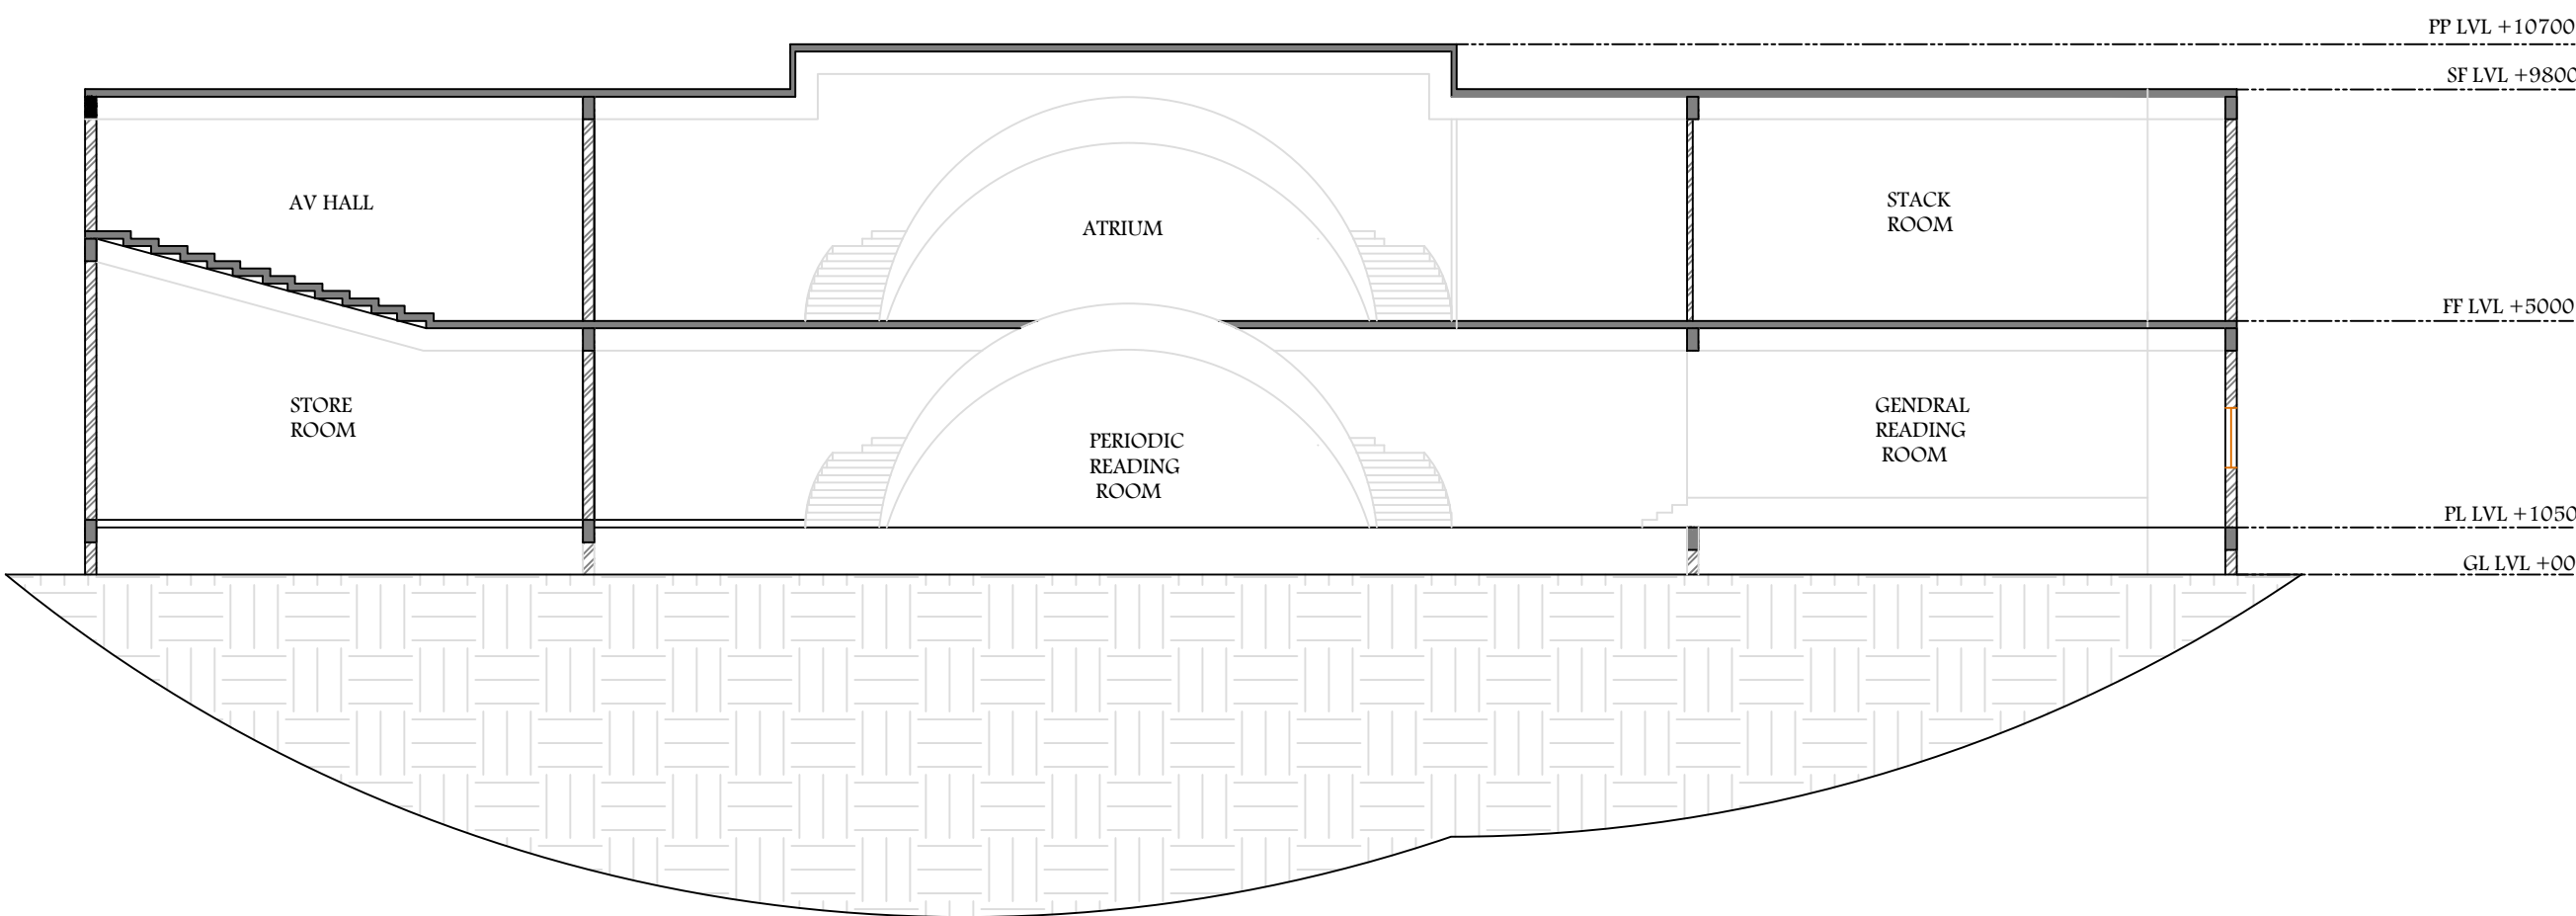 PP LVL +10700
SF LVL +9800
AV HALL
STACK
ROOM
ATRIUM
FF LVL +5000
STORE
ROOM
GENDRAL
READING
ROOM
PERIODIC
READING
ROOM
PL LVL +1050
GL LVL +00